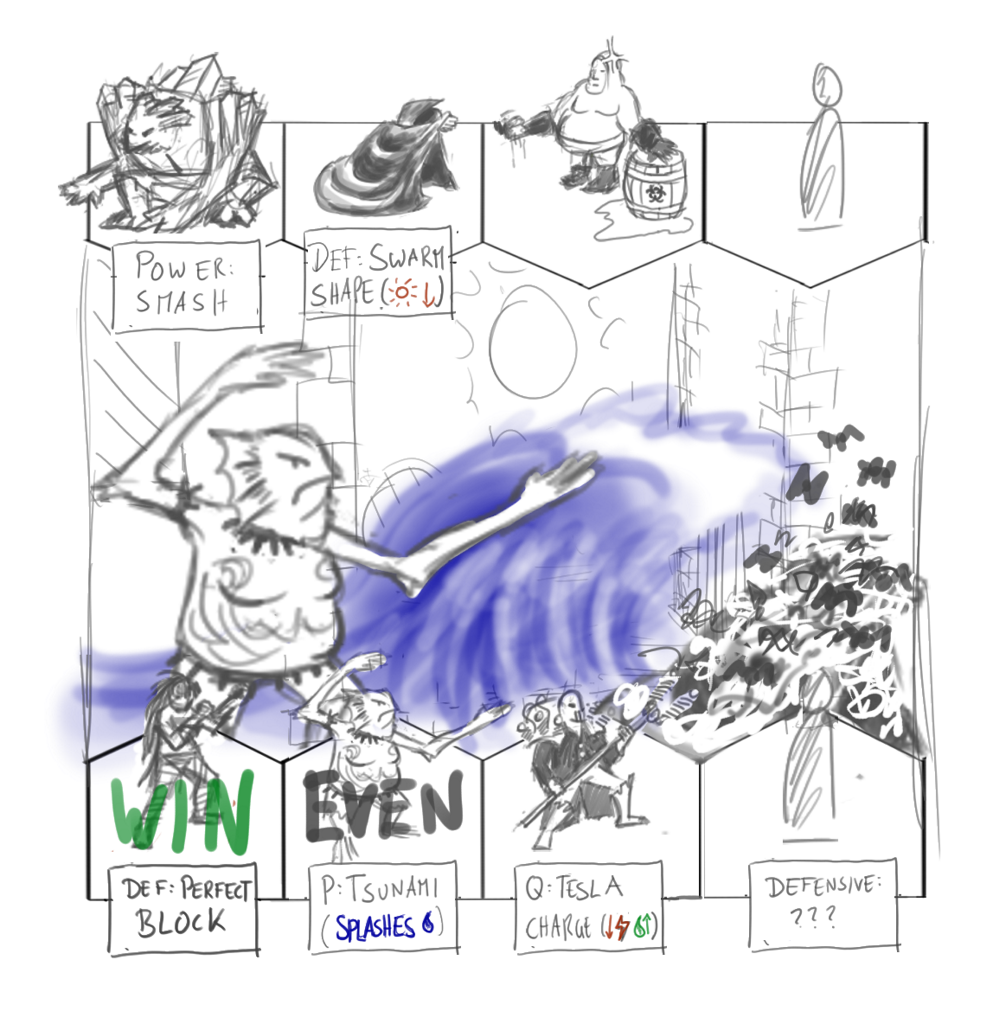 POWER:
SMASH
DEF: SWARM
SHAPE ( ↓)
WIN
EVEN
DEF: PERFECT
BLOCK
P: TSUNAMI
(SPLASHES )
Q: TESLA
CHARGE (↓ ↑)
DEFENSIVE:
???